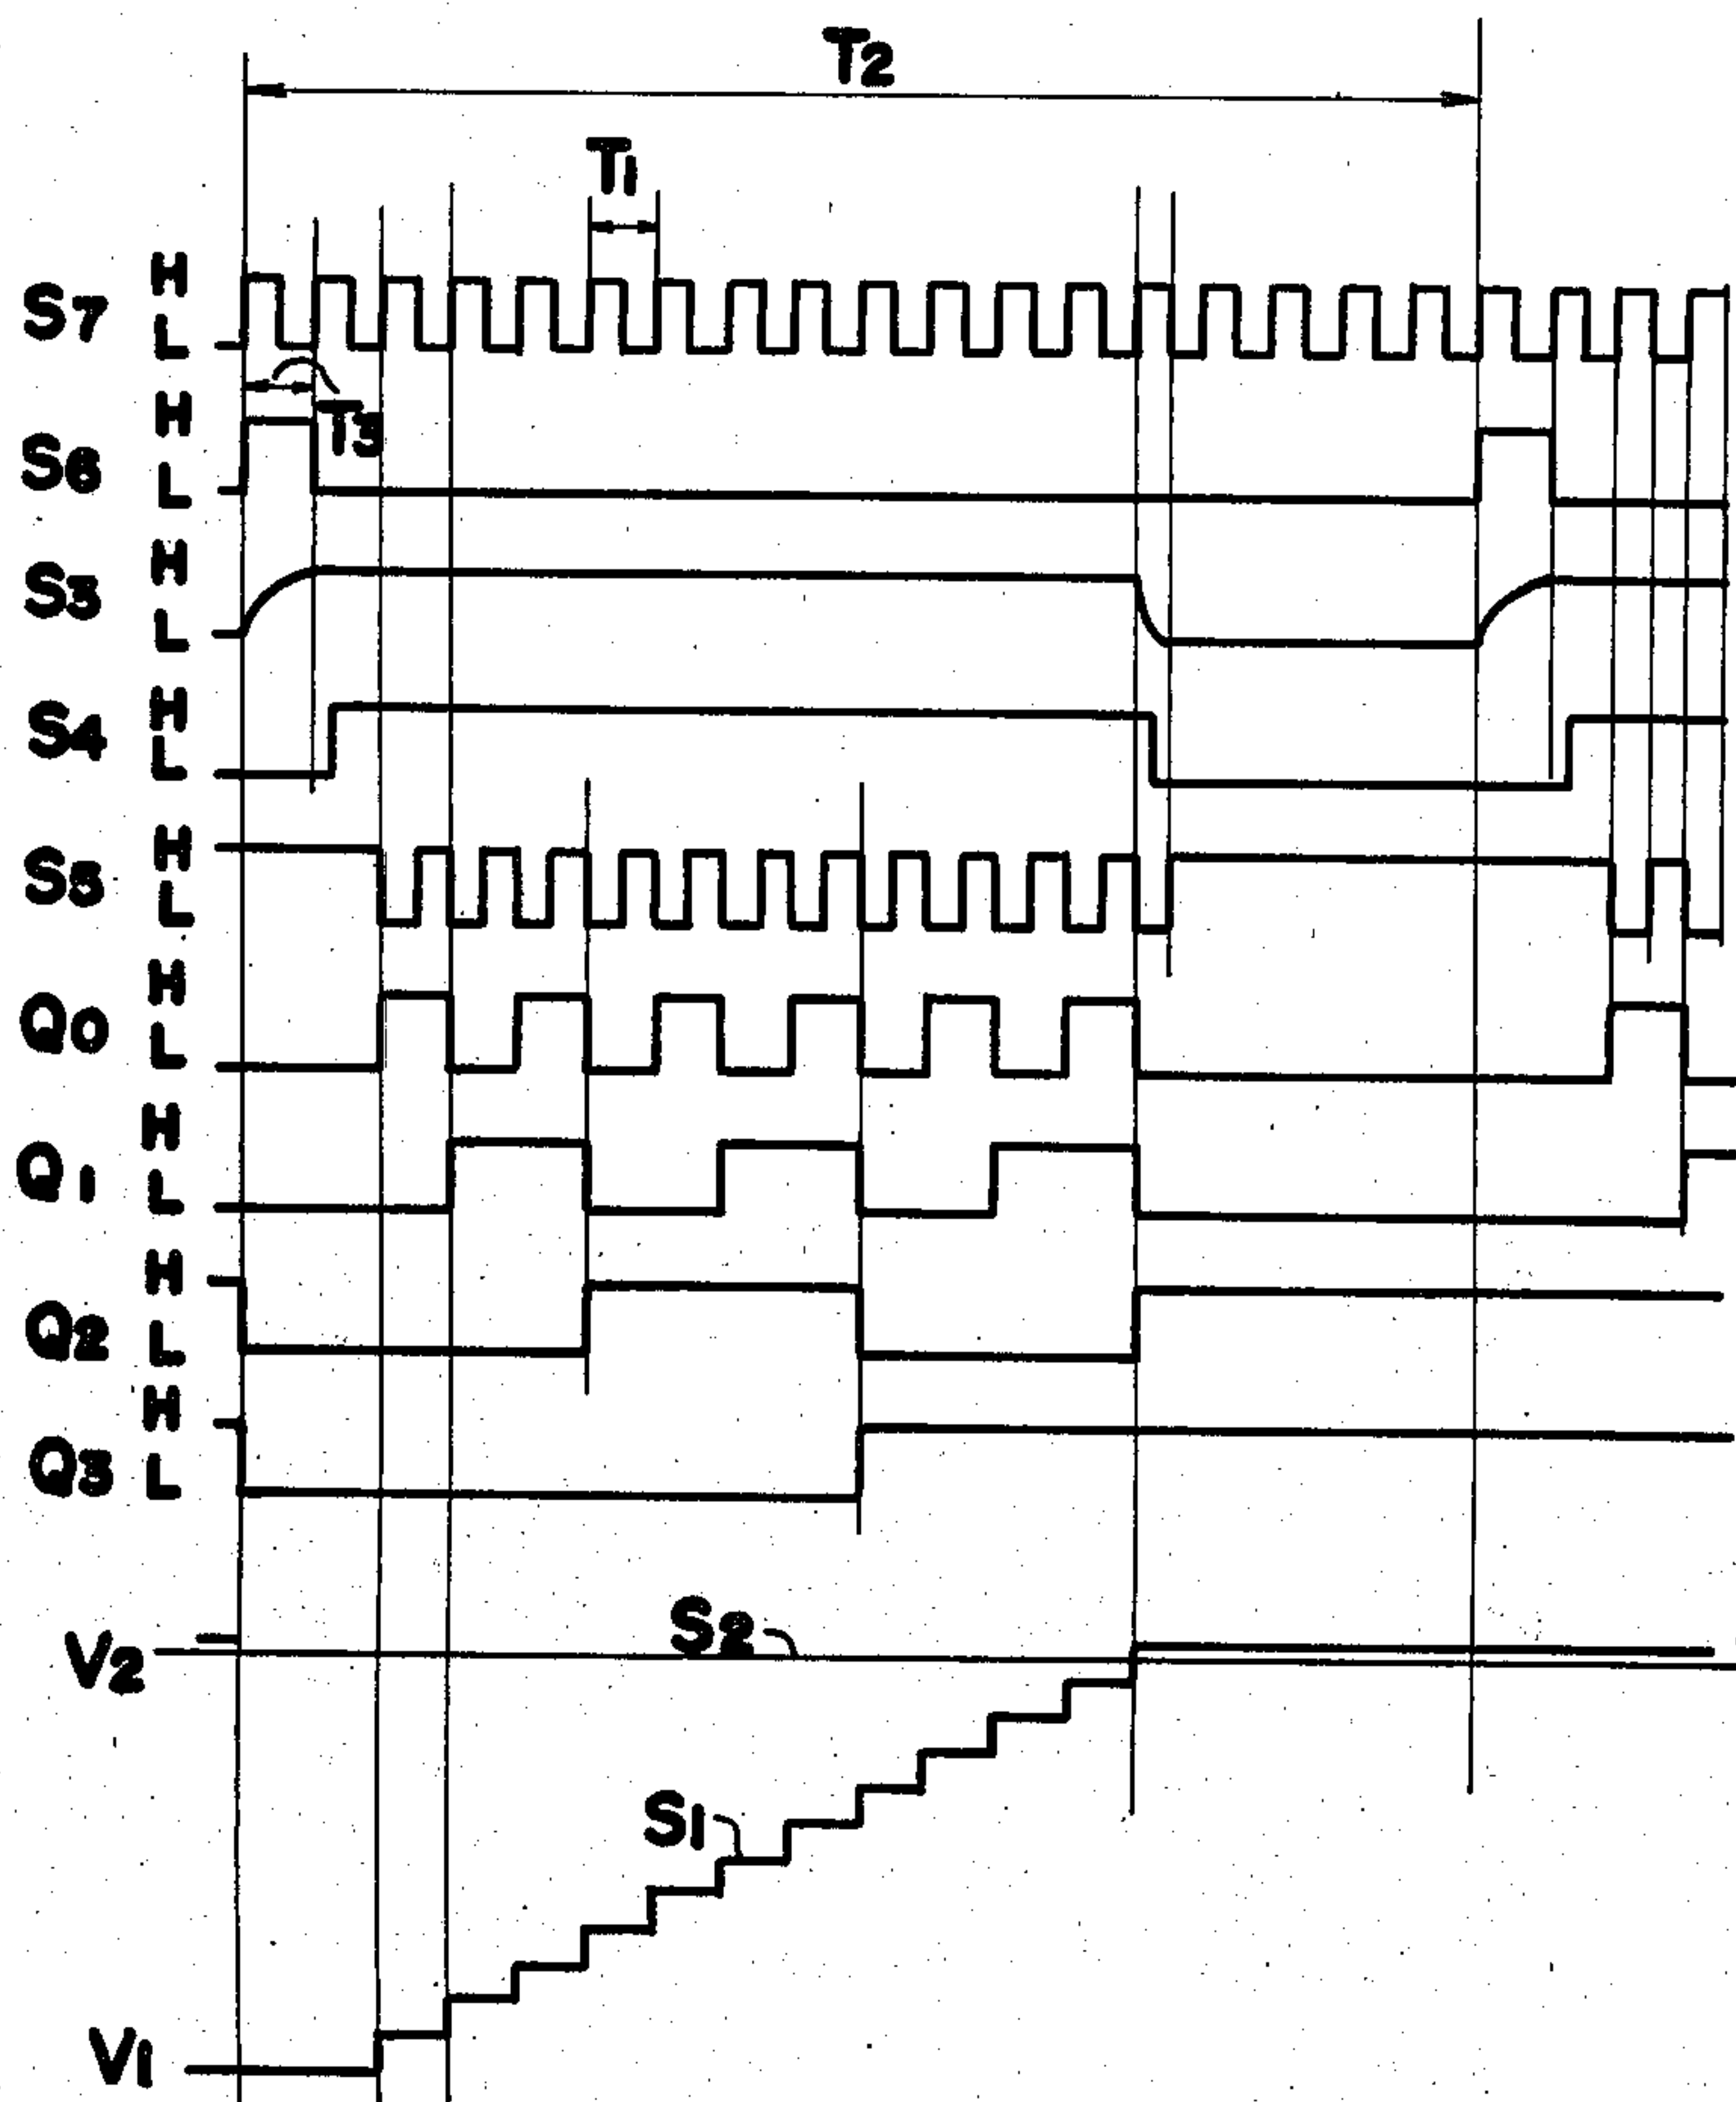 T2
T1
S7 H L
T3
S6 H L
S3 H L
S4 H L
S5 H L
Q0 H L
Q1 H L
Q2 H L
Q3 H L
V2
S2
S1
V1